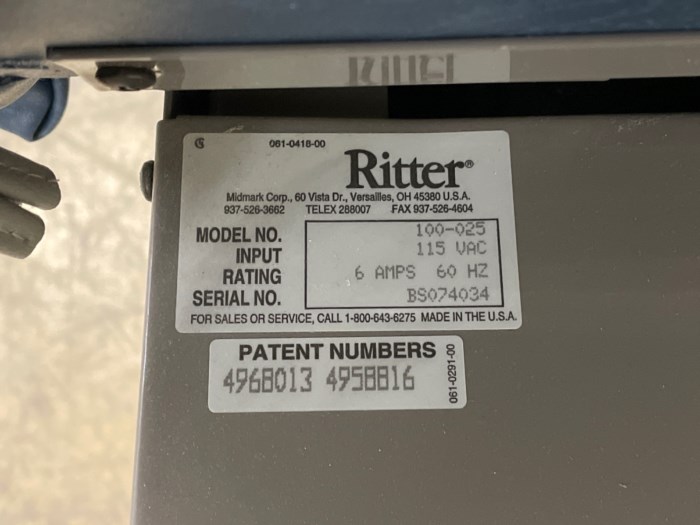 Ritter
061-0418-00
Ritter®
Midmark Corp., 60 Vista Dr., Versailles, OH 45380 U.S.A.
937-526-3662 TELEX 288007 FAX 937-526-4604
MODEL NO. 100-025
INPUT 115 VAC
RATING 6 AMPS 60 HZ
SERIAL NO. BS074034
FOR SALES OR SERVICE, CALL 1-800-643-6275 MADE IN THE U.S.A.
PATENT NUMBERS
4968013 4958816
061-0291-00